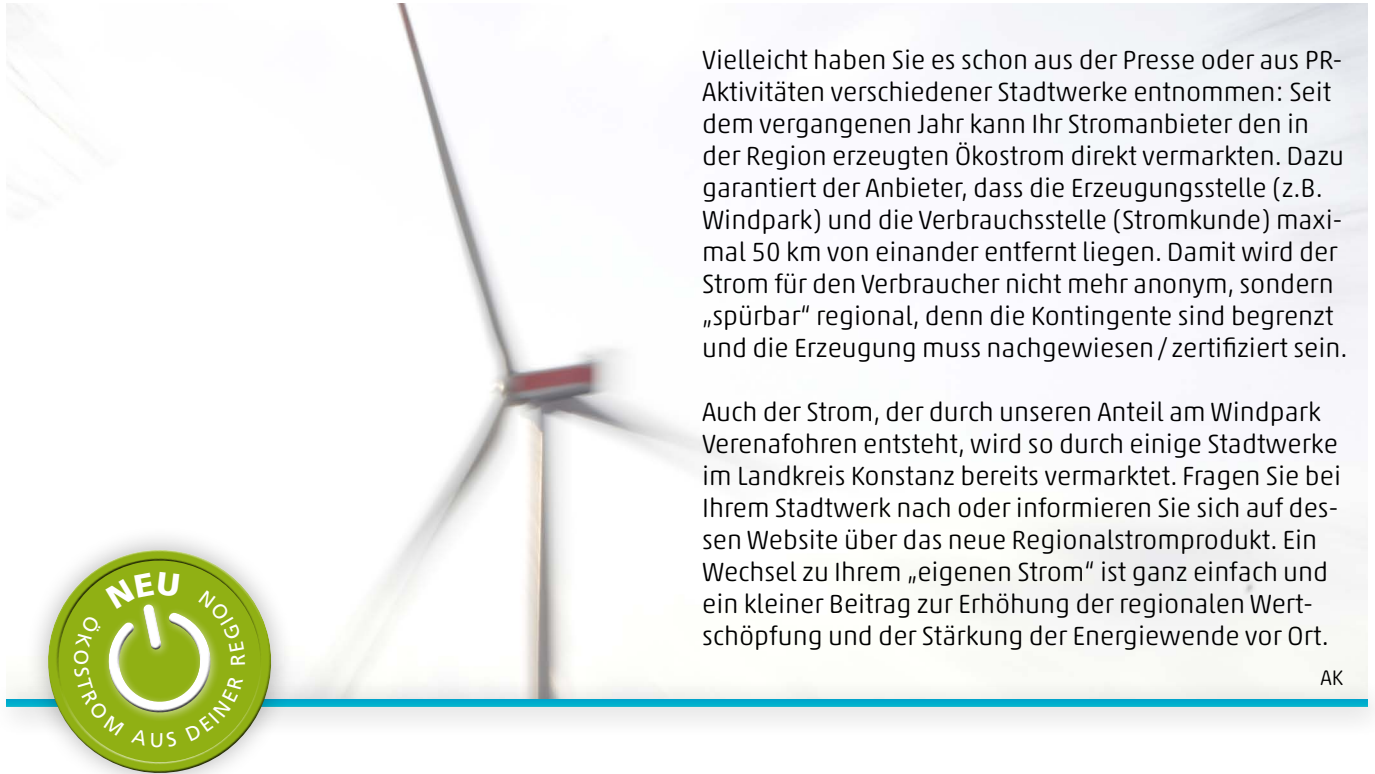 Vielleicht haben Sie es schon aus der Presse oder aus PR-
Aktivitäten verschiedener Stadtwerke entnommen: Seit
dem vergangenen Jahr kann Ihr Stromanbieter den in
der Region erzeugten Ökostrom direkt vermarkten. Dazu
garantiert der Anbieter, dass die Erzeugungsstelle (z.B.
Windpark) und die Verbrauchsstelle (Stromkunde) maxi-
mal 50 km von einander entfernt liegen. Damit wird der
Strom für den Verbraucher nicht mehr anonym, sondern
„spürbar“ regional, denn die Kontingente sind begrenzt
und die Erzeugung muss nachgewiesen / zertifiziert sein.
Auch der Strom, der durch unseren Anteil am Windpark
Verenafohren entsteht, wird so durch einige Stadtwerke
im Landkreis Konstanz bereits vermarktet. Fragen Sie bei
Ihrem Stadtwerk nach oder informieren Sie sich auf des-
sen Website über das neue Regionalstromprodukt. Ein
Wechsel zu Ihrem „eigenen Strom“ ist ganz einfach und
ein kleiner Beitrag zur Erhöhung der regionalen Wert-
schöpfung und der Stärkung der Energiewende vor Ort.
AK
NEU
ÖKOSTROM AUS DEINER REGION